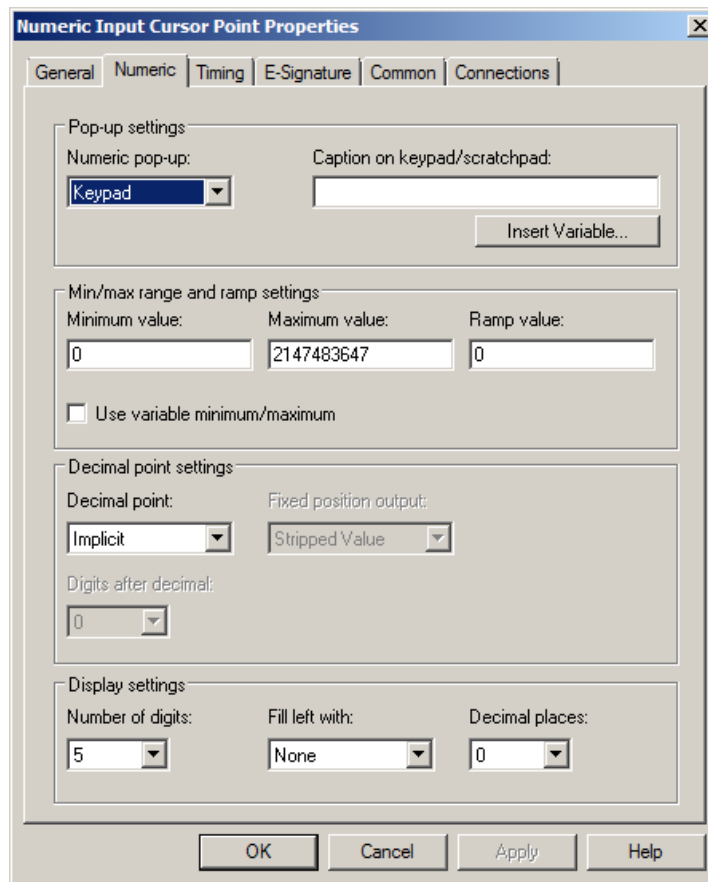 Numeric Input Cursor Point Properties
General Numeric Timing E-Signature Common Connections
Pop-up settings
Numeric pop-up: Caption on keypad/scratchpad:
Keypad
Insert Variable...
Min/max range and ramp settings
Minimum value: Maximum value: Ramp value:
0 2147483647 0
Use variable minimum/maximum
Decimal point settings
Decimal point: Fixed position output:
Implicit Stripped Value
Digits after decimal:
0
Display settings
Number of digits: Fill left with: Decimal places:
5 None 0
OK Cancel Apply Help